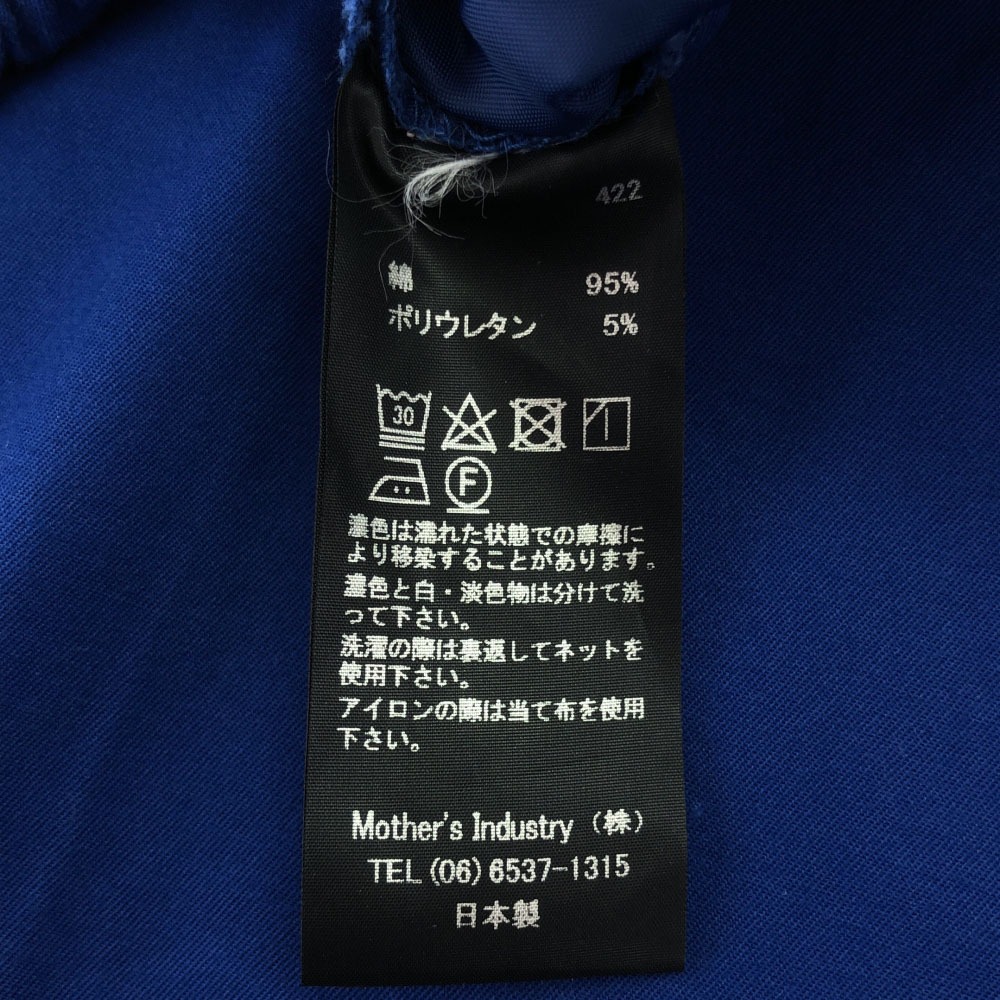 422
綿 95%
ポリウレタン 5%
30
F
濃色は濡れた状態での摩擦に
より移染することがあります。
濃色と白・淡色物は分けて洗
って下さい。
洗濯の際は裏返してネットを
使用下さい。
アイロンの際は当て布を使用
下さい。
Mother's Industry (株)
TEL (06) 6537-1315
日本製